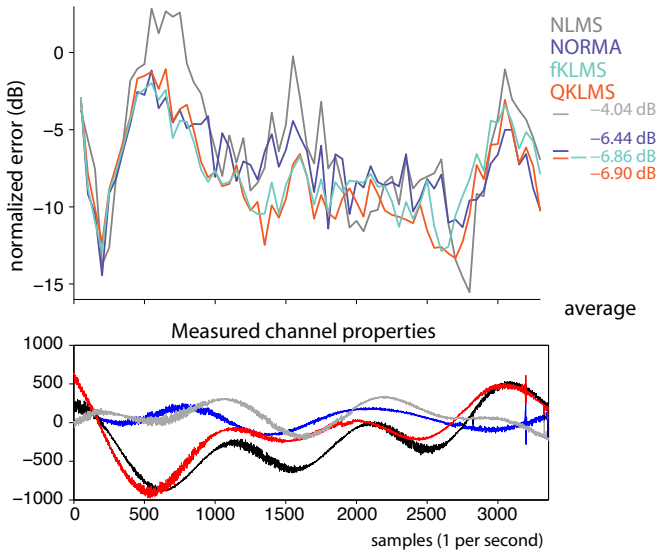 NLMS
NORMA
fKLMS
QKLMS
−4.04 dB
−6.44 dB
−6.86 dB
−6.90 dB
average
normalized error (dB)
0
−5
−10
−15
Measured channel properties
1000
500
0
−500
−1000
0 500 1000 1500 2000 2500 3000
samples (1 per second)